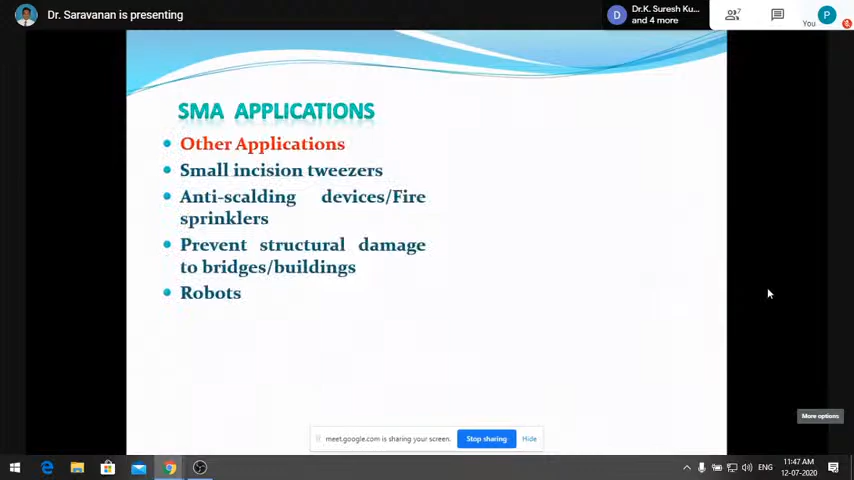 Dr. Saravanan is presenting
D
Dr.K. Suresh Ku...
and 4 more
7
P
You
SMA APPLICATIONS
Other Applications
Small incision tweezers
Anti-scalding devices/Fire
sprinklers
Prevent structural damage
to bridges/buildings
Robots
More options
meet.google.com is sharing your screen.
Stop sharing
Hide
ENG
11:47 AM
12-07-2020